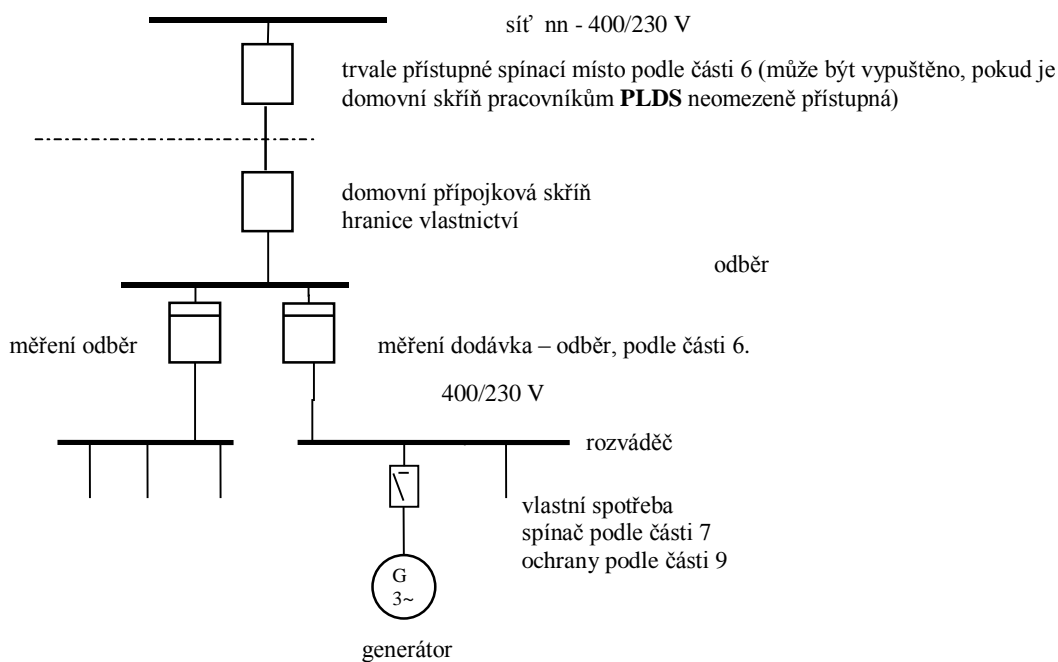 síť nn - 400/230 V
trvale přístupné spínací místo podle části 6 (může být vypuštěno, pokud je
domovní skříň pracovníkům PLDS neomezeně přístupná)
domovní přípojková skříň
hranice vlastnictví
odběr
měření odběr
měření dodávka – odběr, podle části 6.
400/230 V
rozváděč
vlastní spotřeba
spínač podle části 7
ochrany podle části 9
G
3~
generátor